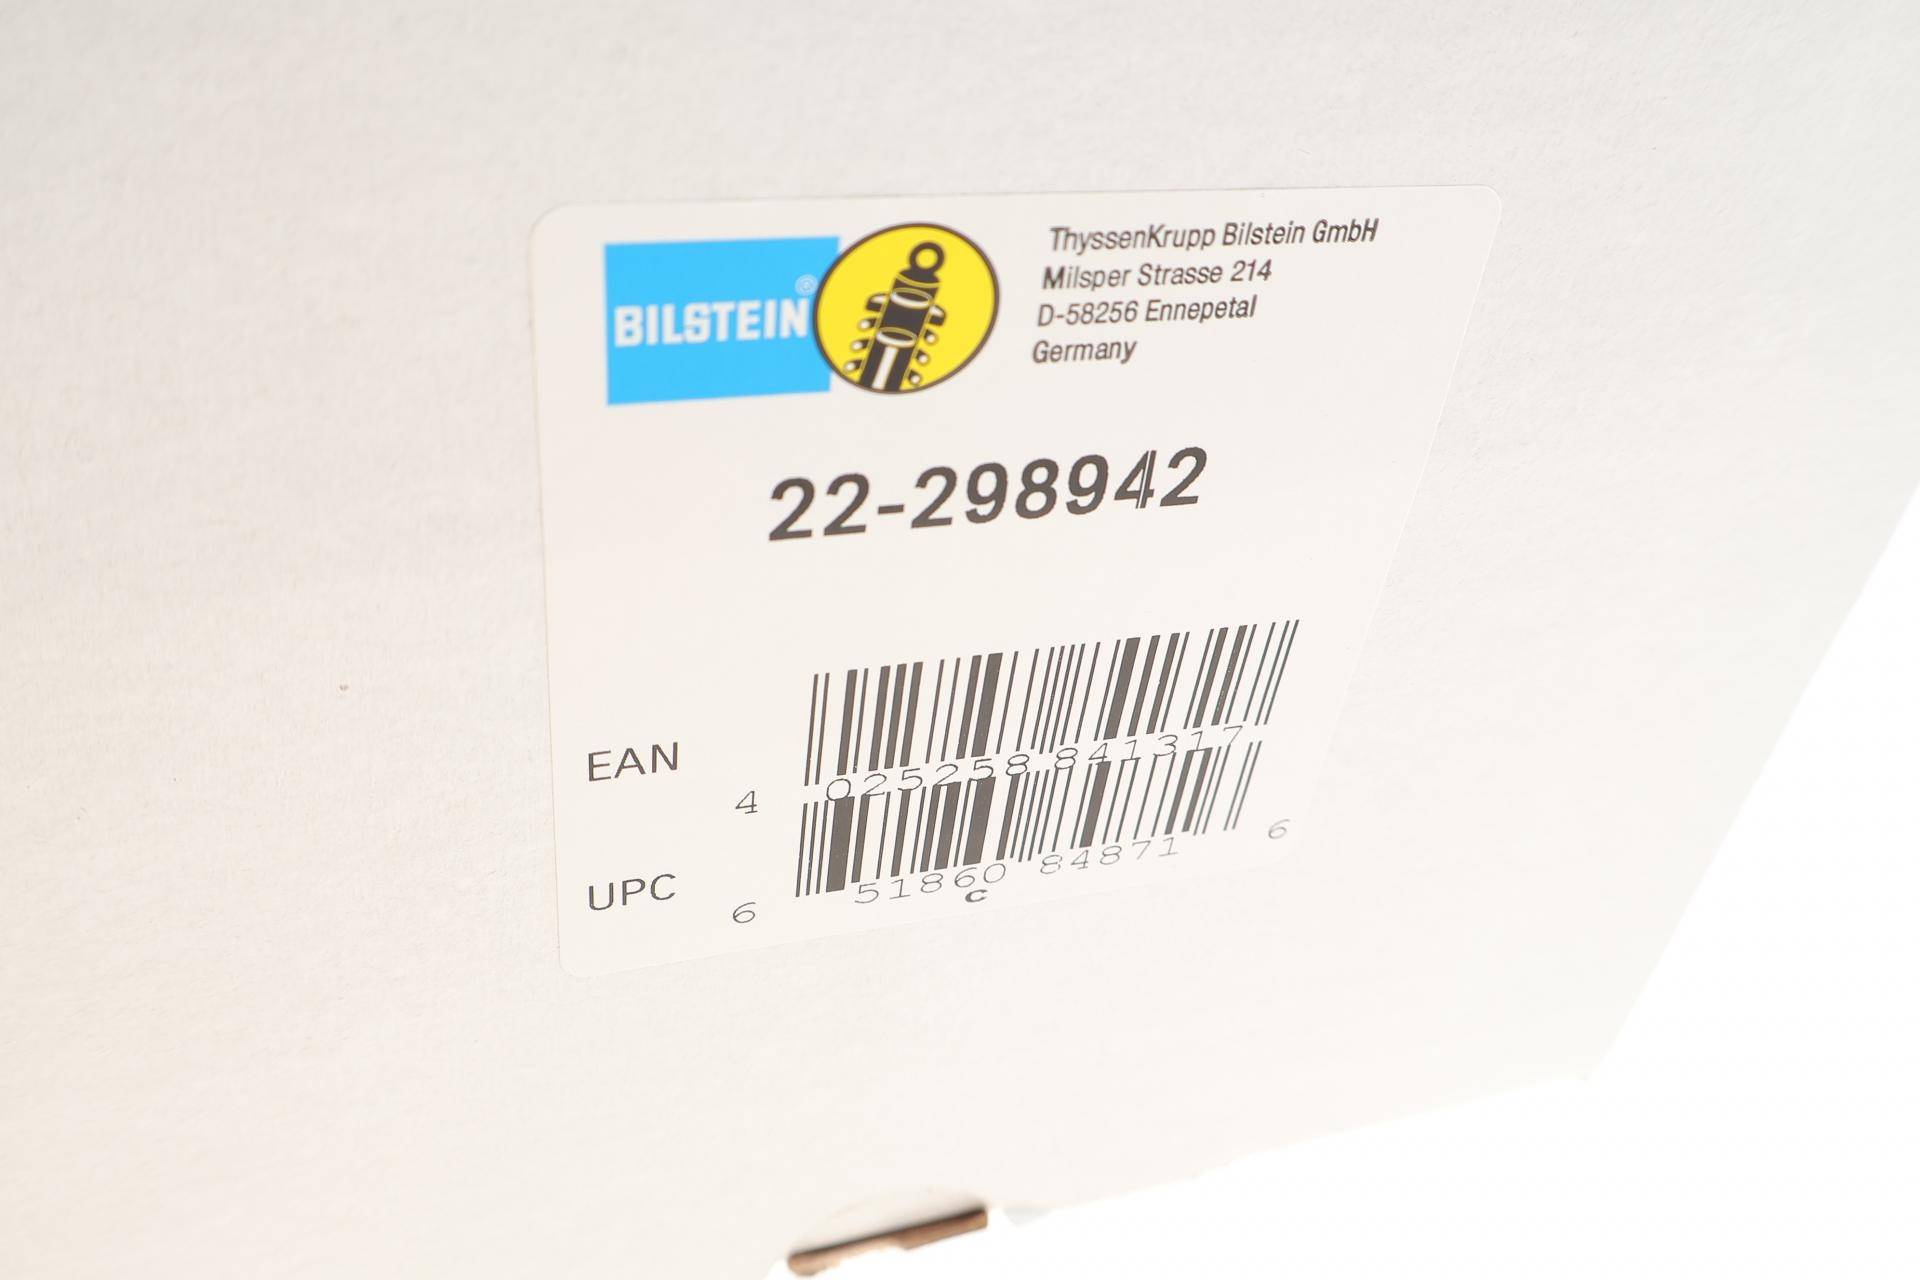 BILSTEIN®
ThyssenKrupp Bilstein GmbH
Milsper Strasse 214
D-58256 Ennepetal
Germany
22-298942
EAN
4 025258 841317
UPC
6 51860 84871 6
c